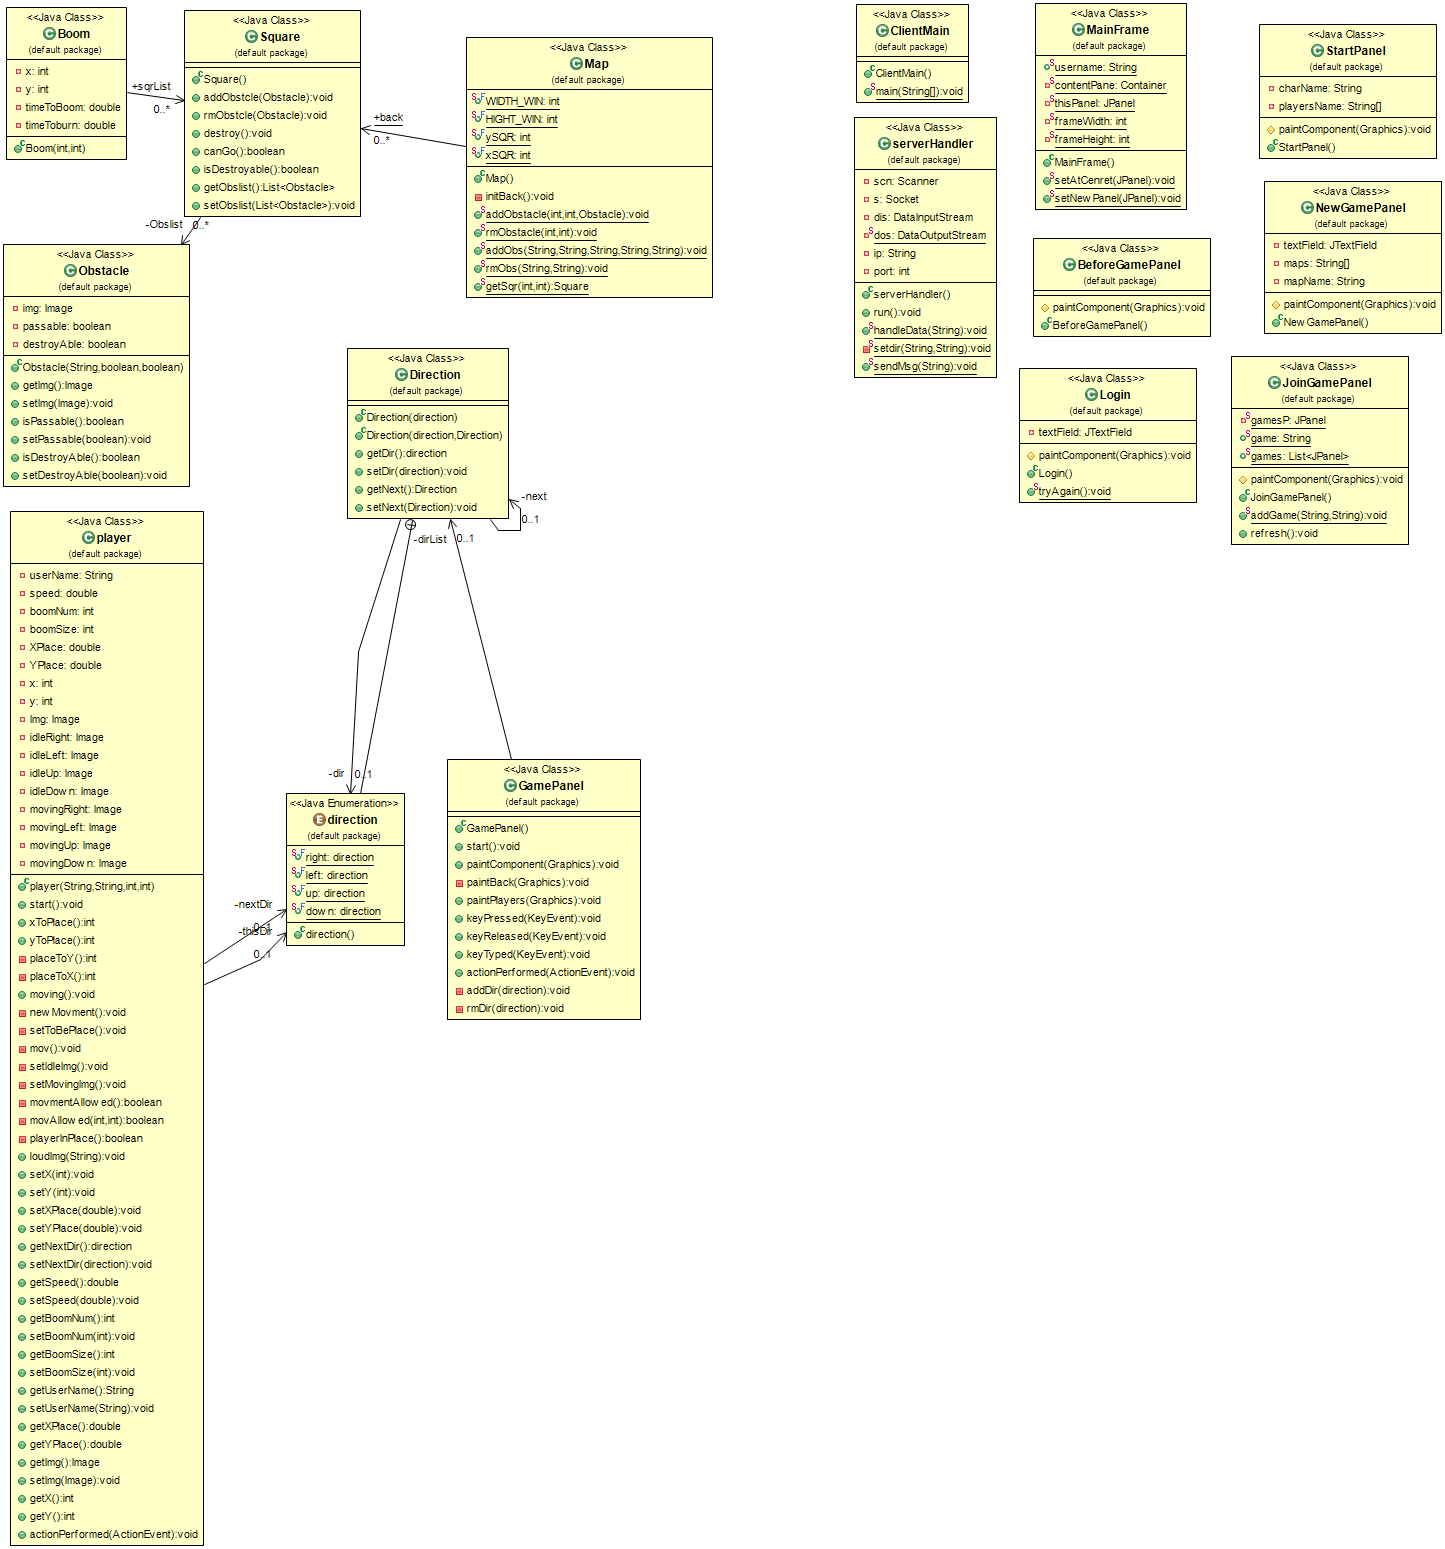 <<Java Class>>
Boom
(default package)
x: int
y: int
timeToBoom: double
timeToburn: double
Boom(int,int)
+sqrList
0..*
<<Java Class>>
Square
(default package)
Square()
addObstcle(Obstacle):void
rmObstcle(Obstacle):void
destroy():void
canGo():boolean
isDestroyable():boolean
getObslist():List<Obstacle>
setObslist(List<Obstacle>):void
+back
0..*
<<Java Class>>
Map
(default package)
WIDTH_WIN: int
HIGHT_WIN: int
ySQR: int
xSQR: int
Map()
initBack():void
addObstacle(int,int,Obstacle):void
rmObstacle(int,int):void
addObs(String,String,String,String,String):void
rmObs(String,String):void
getSqr(int,int):Square
-Obslist
0..*
<<Java Class>>
Obstacle
(default package)
img: Image
passable: boolean
destroyAble: boolean
Obstacle(String,boolean,boolean)
getImg():Image
setImg(Image):void
isPassable():boolean
setPassable(boolean):void
isDestroyAble():boolean
setDestroyAble(boolean):void
<<Java Class>>
Direction
(default package)
Direction(direction)
Direction(direction,Direction)
getDir():direction
setDir(direction):void
getNext():Direction
setNext(Direction):void
-next
0..1
-dirList
0..1
<<Java Class>>
player
(default package)
userName: String
speed: double
boomNum: int
boomSize: int
XPlace: double
YPlace: double
x: int
y: int
Img: Image
idleRight: Image
idleLeft: Image
idleUp: Image
idleDown: Image
movingRight: Image
movingLeft: Image
movingUp: Image
movingDown: Image
player(String,String,int,int)
start():void
xToPlace():int
yToPlace():int
placeToY():int
placeToX():int
moving():void
newMovment():void
setToBePlace():void
mov():void
setIdleImg():void
setMovingImg():void
movmentAllowed():boolean
movAllowed(int,int):boolean
playerInPlace():boolean
loudImg(String):void
setX(int):void
setY(int):void
setXPlace(double):void
setYPlace(double):void
getNextDir():direction
setNextDir(direction):void
getSpeed():double
setSpeed(double):void
getBoomNum():int
setBoomNum(int):void
getBoomSize():int
setBoomSize(int):void
getUserName():String
setUserName(String):void
getXPlace():double
getYPlace():double
getImg():Image
setImg(Image):void
getX():int
getY():int
actionPerformed(ActionEvent):void
-dir
0..1
-nextDir
0..1
-thisDir
0..1
<<Java Enumeration>>
direction
(default package)
right: direction
left: direction
up: direction
down: direction
direction()
<<Java Class>>
GamePanel
(default package)
GamePanel()
start():void
paintComponent(Graphics):void
paintBack(Graphics):void
paintPlayers(Graphics):void
keyPressed(KeyEvent):void
keyReleased(KeyEvent):void
keyTyped(KeyEvent):void
actionPerformed(ActionEvent):void
addDir(direction):void
rmDir(direction):void
<<Java Class>>
ClientMain
(default package)
ClientMain()
main(String[]):void
<<Java Class>>
serverHandler
(default package)
scn: Scanner
s: Socket
dis: DataInputStream
dos: DataOutputStream
ip: String
port: int
serverHandler()
run():void
handleData(String):void
setdir(String,String):void
sendMsg(String):void
<<Java Class>>
MainFrame
(default package)
username: String
contentPane: Container
thisPanel: JPanel
frameWidth: int
frameHeight: int
MainFrame()
setAtCenret(JPanel):void
setNewPanel(JPanel):void
<<Java Class>>
BeforeGamePanel
(default package)
paintComponent(Graphics):void
BeforeGamePanel()
<<Java Class>>
Login
(default package)
textField: JTextField
paintComponent(Graphics):void
Login()
tryAgain():void
<<Java Class>>
StartPanel
(default package)
charName: String
playersName: String[]
paintComponent(Graphics):void
StartPanel()
<<Java Class>>
NewGamePanel
(default package)
textField: JTextField
maps: String[]
mapName: String
paintComponent(Graphics):void
NewGamePanel()
<<Java Class>>
JoinGamePanel
(default package)
gamesP: JPanel
game: String
games: List<JPanel>
paintComponent(Graphics):void
JoinGamePanel()
addGame(String,String):void
refresh():void